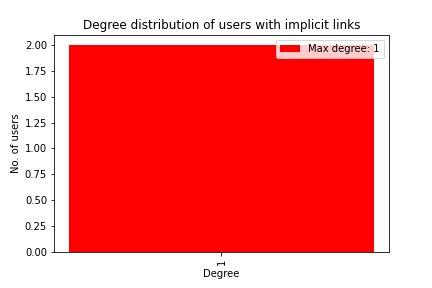 Degree distribution of users with implicit links
Max degree: 1
2.00
1.75
1.50
1.25
1.00
0.75
0.50
0.25
0.00
No. of users
1
Degree